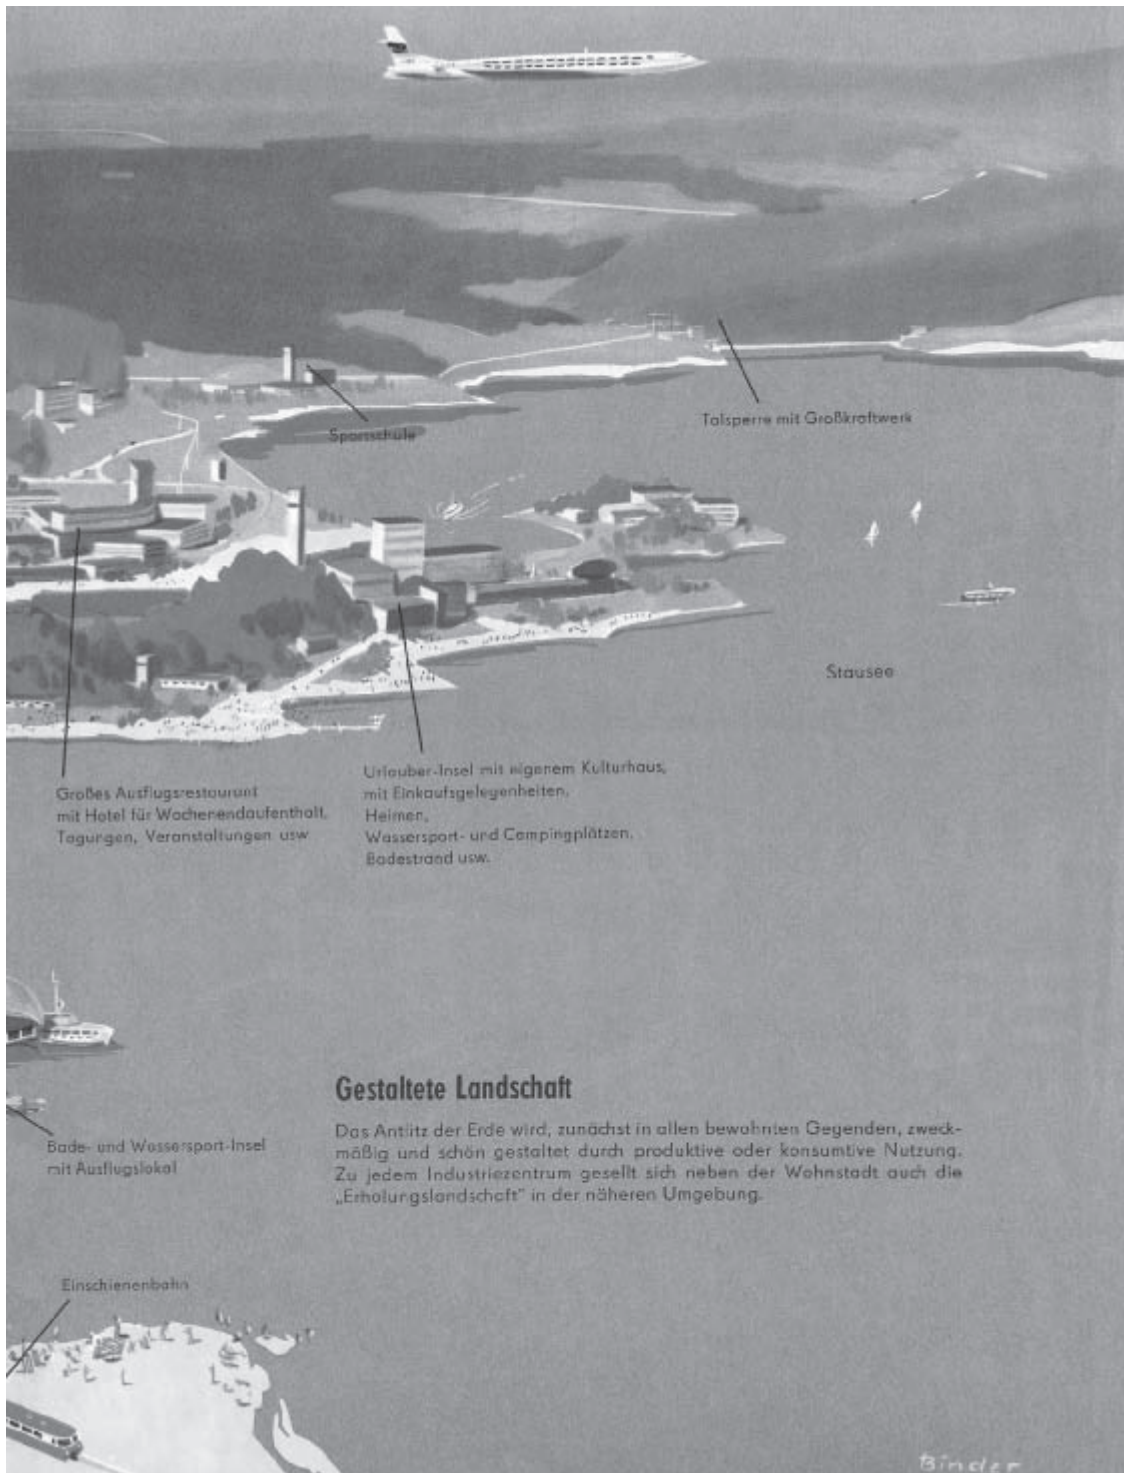 Sportschule
Talsperre mit Großkraftwerk
Stausee
Großes Ausflugsrestaurant
mit Hotel für Wochenendaufenthalt,
Tagungen, Veranstaltungen usw
Urlauber-Insel mit eigenem Kulturhaus,
mit Einkaufsgelegenheiten,
Heimen,
Wassersport- und Campingplätzen,
Badestrand usw.
Gestaltete Landschaft
Das Antlitz der Erde wird, zunächst in allen bewohnten Gegenden, zweck-
mäßig und schön gestaltet durch produktive oder konsumtive Nutzung.
Zu jedem Industriezentrum gesellt sich neben der Wohnstadt auch die
„Erholungslandschaft" in der näheren Umgebung.
Bade- und Wassersport-Insel
mit Ausflugslokal
Einschienenbahn
Binder